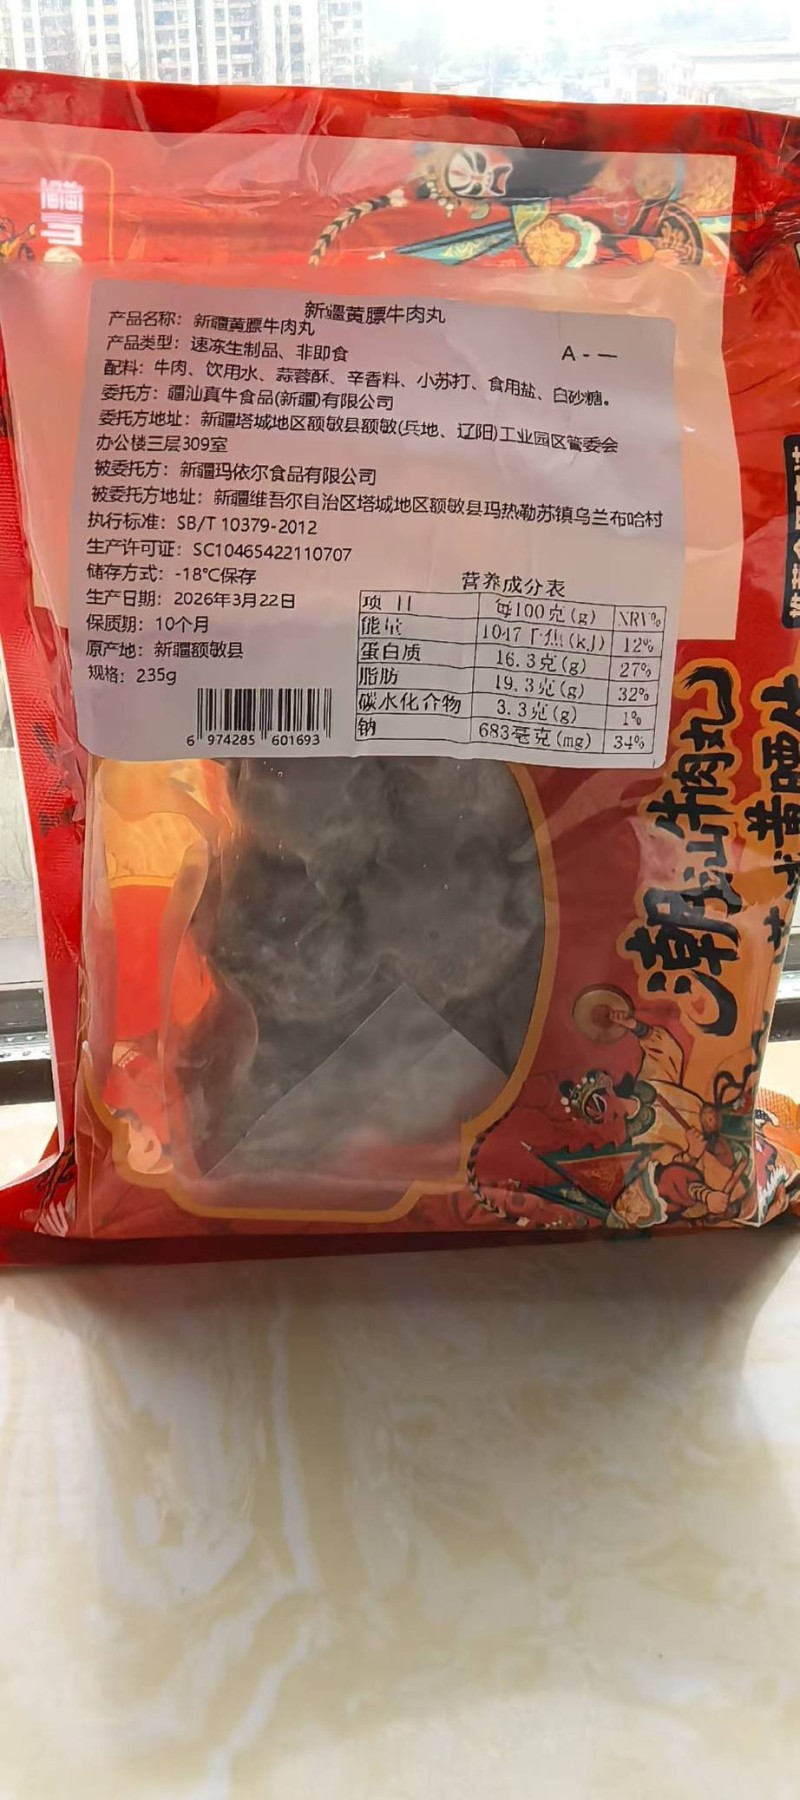 新疆黄膘牛肉丸
产品名称：新疆黄膘牛肉丸
产品类型：速冻生制品、非即食
A - 一
配料：牛肉、饮用水、蒜蓉酥、辛香料、小苏打、食用盐、白砂糖。
委托方：疆汕真牛食品(新疆)有限公司
委托方地址：新疆塔城地区额敏县额敏(兵地、辽阳)工业园区管委会
办公楼三层309室
被委托方：新疆玛依尔食品有限公司
被委托方地址：新疆维吾尔自治区塔城地区额敏县玛热勒苏镇乌兰布哈村
执行标准：SB/T 10379-2012
生产许可证：SC10465422110707
储存方式：-18℃保存
生产日期：2026年3月22日
保质期：10个月
原产地：新疆额敏县
规格：235g
6 974285 601693
营养成分表
项 目 每100克(g) NRV%
能量 1047千焦(kJ) 12%
蛋白质 16.3克(g) 27%
脂肪 19.3克(g) 32%
碳水化合物 3.3克(g) 1%
钠 683毫克(mg) 34%
潮汕牛肉丸